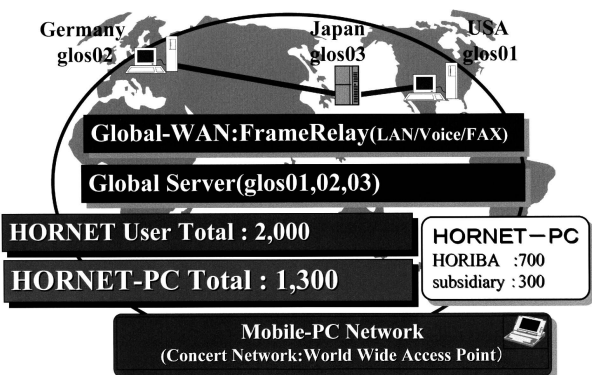 Germany
glos02
Japan
glos03
USA
glos01
Global-WAN:FrameRelay(LAN/Voice/FAX)
Global Server(glos01,02,03)
HORNET User Total : 2,000
HORNET-PC Total : 1,300
HORNET-PC
HORIBA :700
subsidiary :300
Mobile-PC Network
(Concert Network:World Wide Access Point)